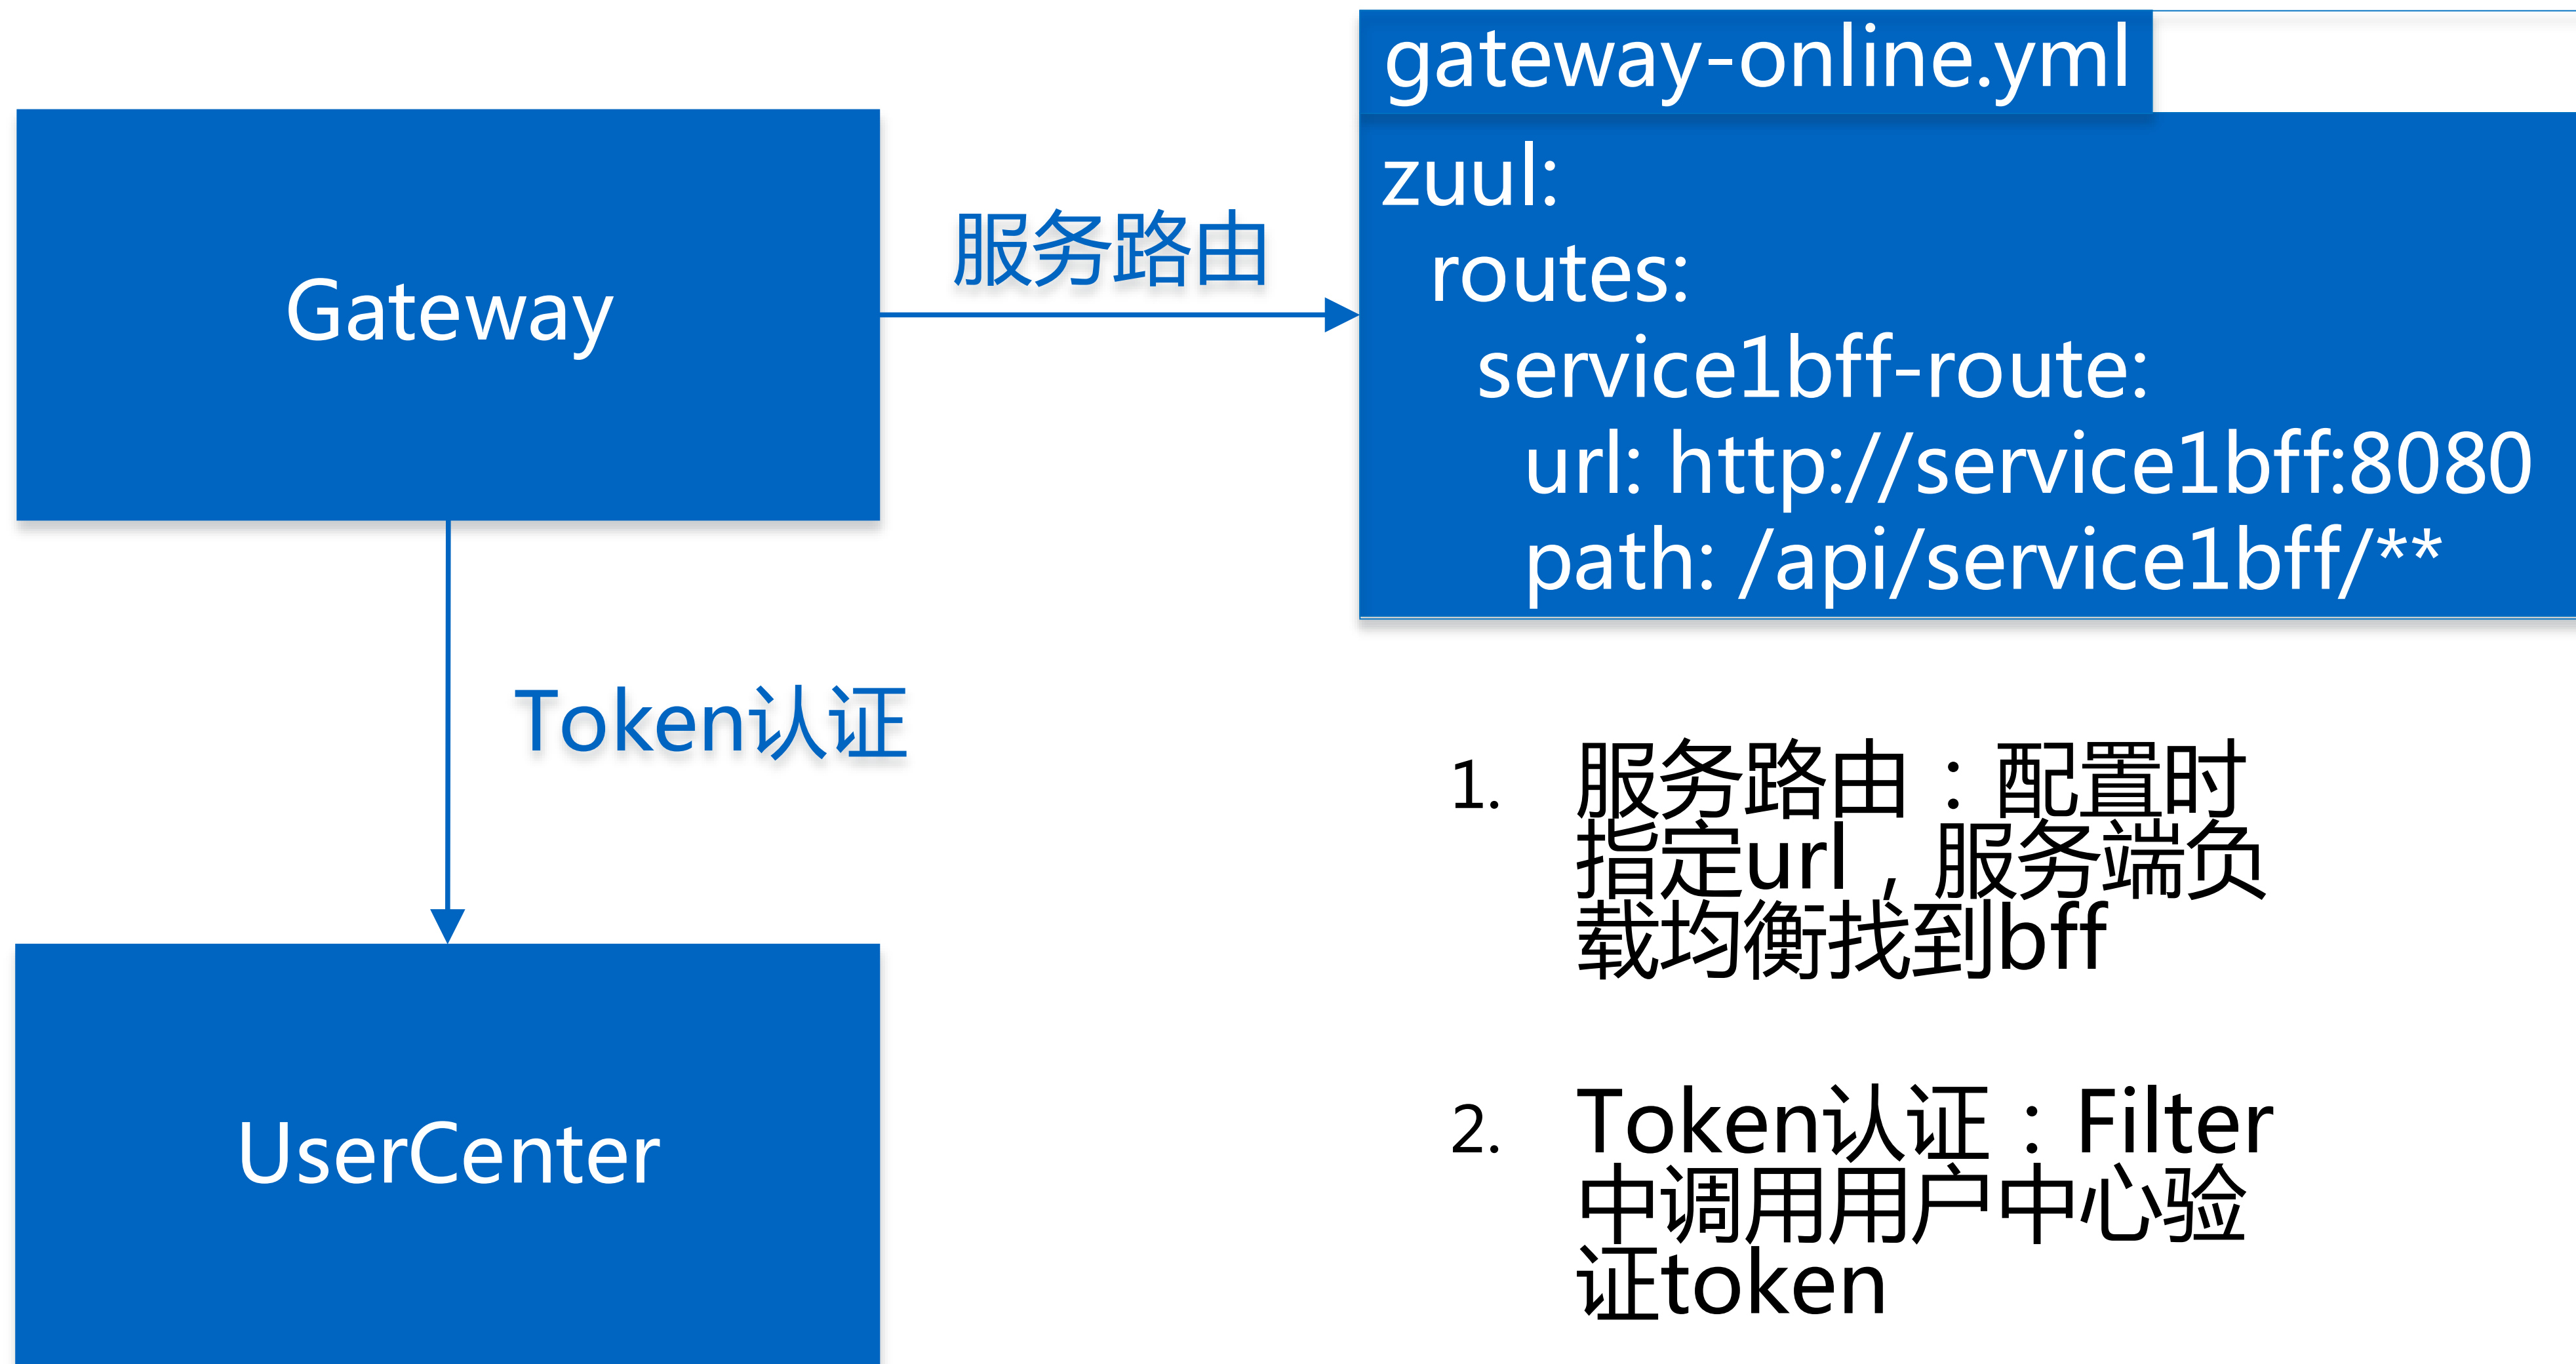 gateway-online.yml
Gateway
服务路由
zuul:
routes:
service1bff-route:
url: http://service1bff:8080
path: /api/service1bff/**
Token认证
UserCenter
1. 服务路由：配置时
指定url，服务端负
载均衡找到bff
2. Token认证：Filter
中调用用户中心验
证token